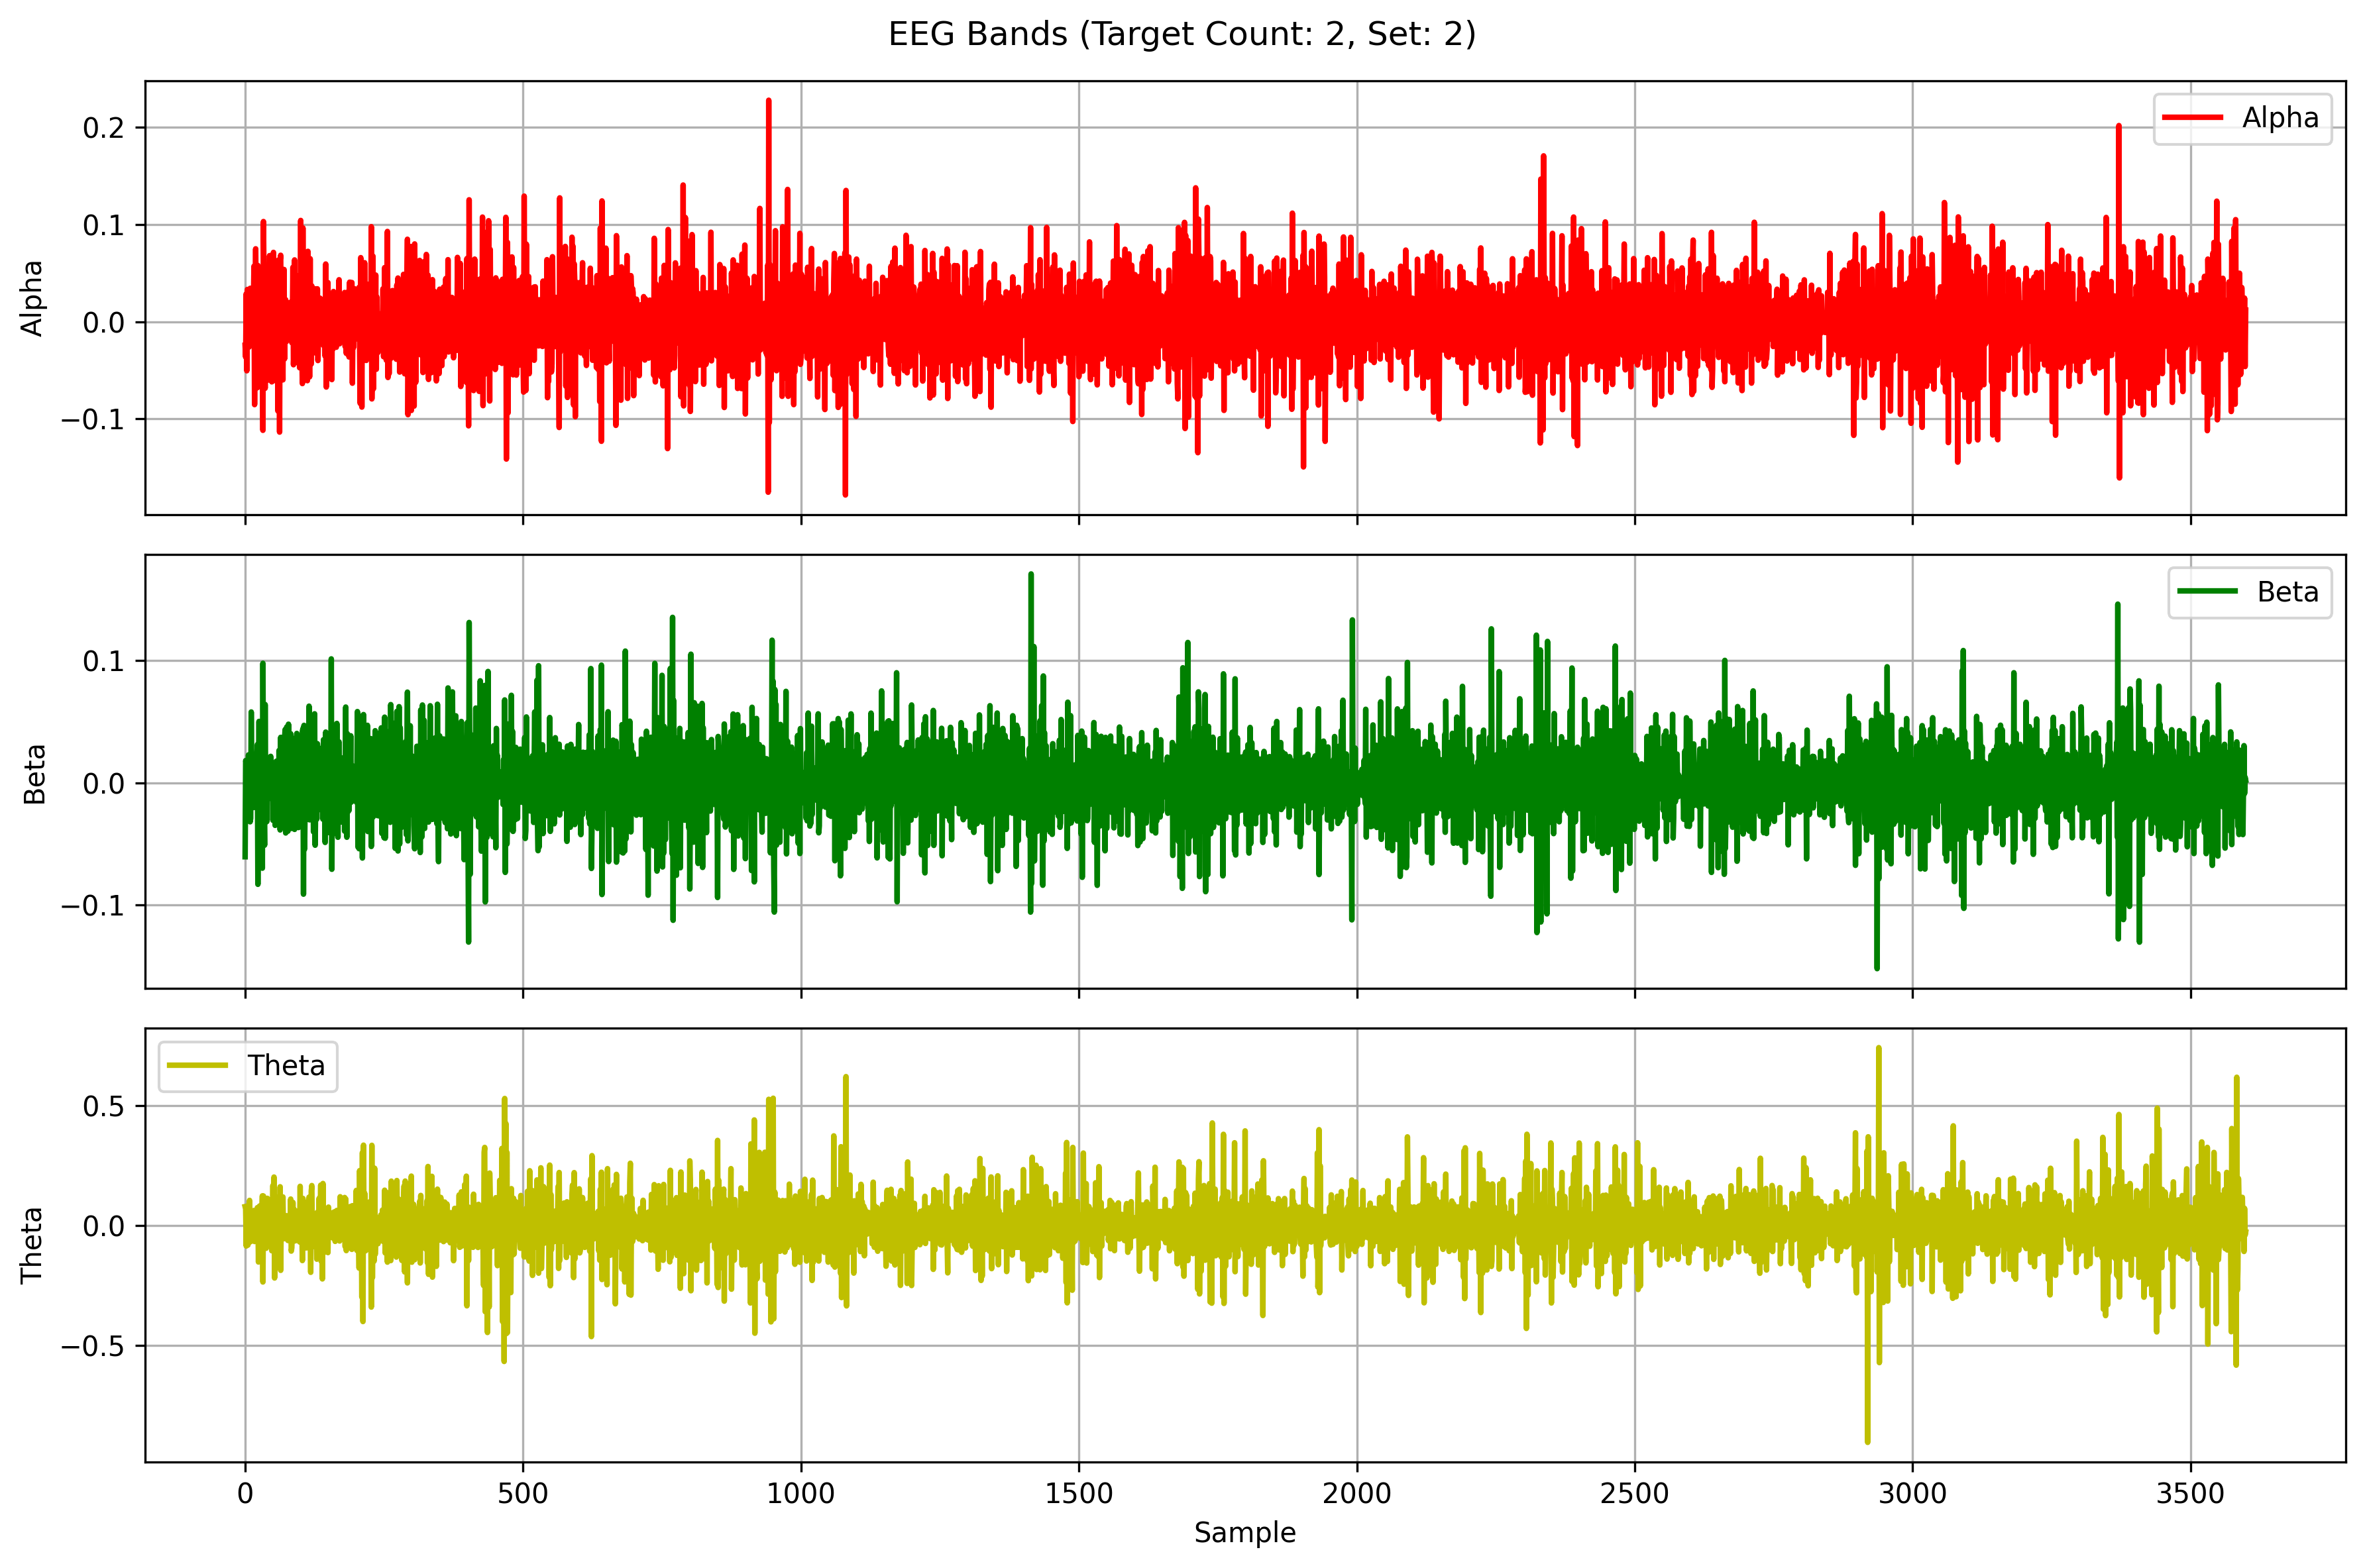 EEG Bands (Target Count: 2, Set: 2)
Alpha
0.2
0.1
0.0
−0.1
Alpha
Beta
0.1
0.0
−0.1
Beta
Theta
0.5
0.0
−0.5
Theta
0 500 1000 1500 2000 2500 3000 3500
Sample